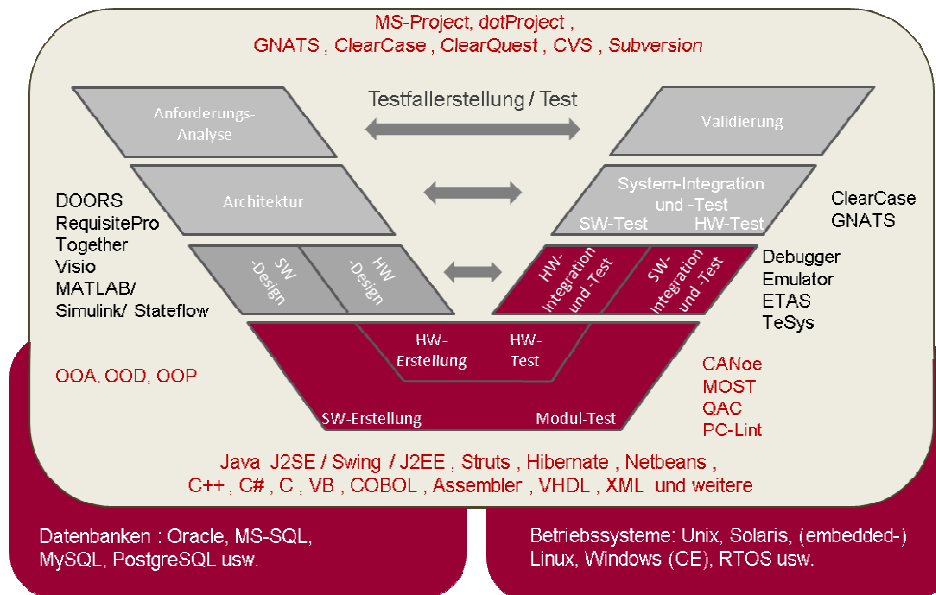 MS-Project, dotProject ,
GNATS , ClearCase , ClearQuest , CVS , Subversion
Testfallerstellung / Test
Anforderungs-
Analyse
Validierung
Architektur
System-Integration
und -Test
SW-Test HW-Test
DOORS
RequisitePro
Together
Visio
MATLAB/
Simulink/ Stateflow
ClearCase
GNATS
SW
-Design
HW
-Design
HW-
Integration
und -Test
SW-
Integration
und -Test
Debugger
Emulator
ETAS
TeSys
HW-
Erstellung
HW-
Test
OOA, OOD, OOP
CANoe
MOST
QAC
PC-Lint
SW-Erstellung
Modul-Test
Java J2SE / Swing / J2EE , Struts , Hibernate , Netbeans ,
C++ , C# , C , VB , COBOL , Assembler , VHDL , XML und weitere
Datenbanken : Oracle, MS-SQL,
MySQL, PostgreSQL usw.
Betriebssysteme: Unix, Solaris, (embedded-)
Linux, Windows (CE), RTOS usw.